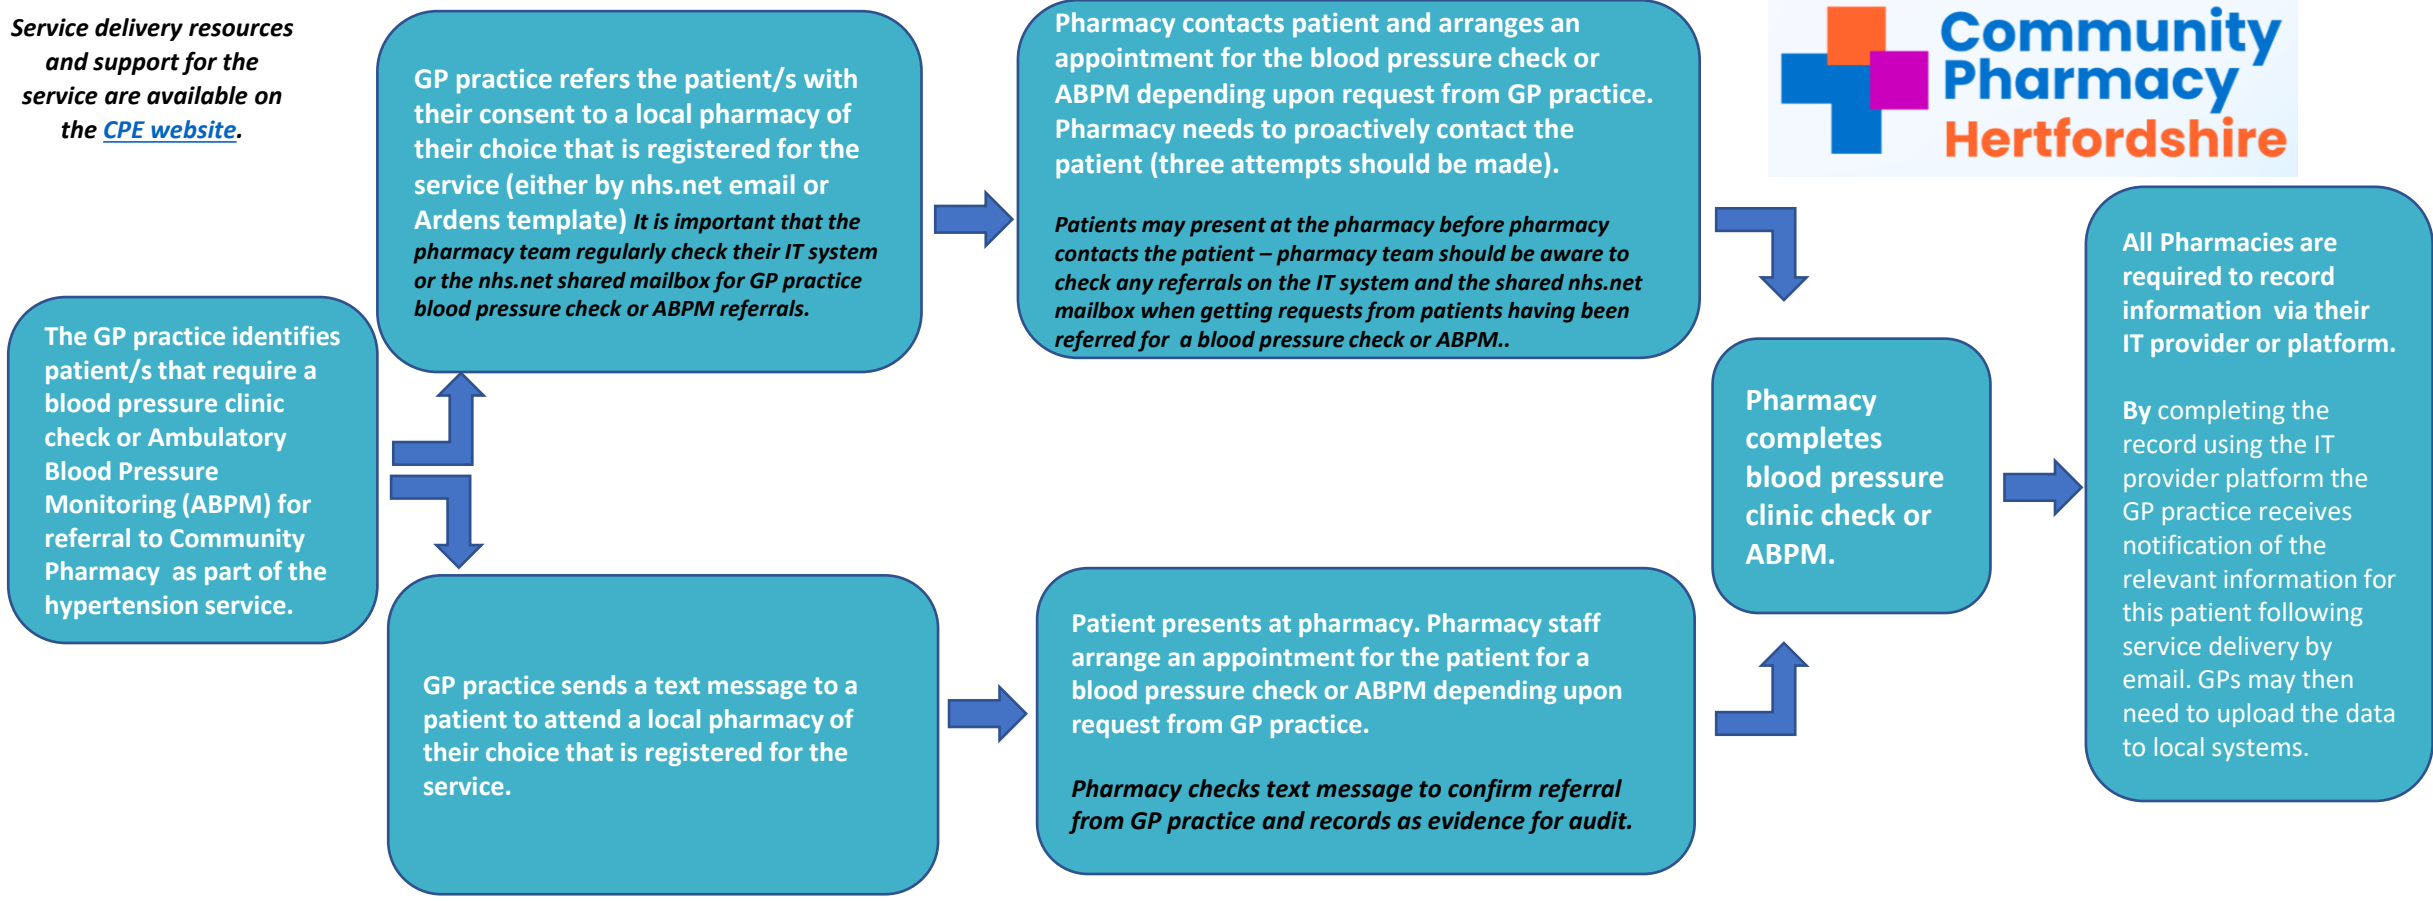 Service delivery resources
and support for the
service are available on
the CPE website.
The GP practice identifies
patient/s that require a
blood pressure clinic
check or Ambulatory
Blood Pressure
Monitoring (ABPM) for
referral to Community
Pharmacy  as part of the
hypertension service.
GP practice refers the patient/s with
their consent to a local pharmacy of
their choice that is registered for the
service (either by nhs.net email or
Ardens template) It is important that the
pharmacy team regularly check their IT system
or the nhs.net shared mailbox for GP practice
blood pressure check or ABPM referrals.
Pharmacy contacts patient and arranges an
appointment for the blood pressure check or
ABPM depending upon request from GP practice.
Pharmacy needs to proactively contact the
patient (three attempts should be made).
Patients may present at the pharmacy before pharmacy
contacts the patient – pharmacy team should be aware to
check any referrals on the IT system and the shared nhs.net
mailbox when getting requests from patients having been
referred for  a blood pressure check or ABPM..
GP practice sends a text message to a
patient to attend a local pharmacy of
their choice that is registered for the
service.
Patient presents at pharmacy. Pharmacy staff
arrange an appointment for the patient for a
blood pressure check or ABPM depending upon
request from GP practice.
Pharmacy checks text message to confirm referral
from GP practice and records as evidence for audit.
Pharmacy
completes
blood pressure
clinic check or
ABPM.
Community
Pharmacy
Hertfordshire
All Pharmacies are
required to record
information  via their
IT provider or platform.
By completing the
record using the IT
provider platform the
GP practice receives
notification of the
relevant information for
this patient following
service delivery by
email. GPs may then
need to upload the data
to local systems.